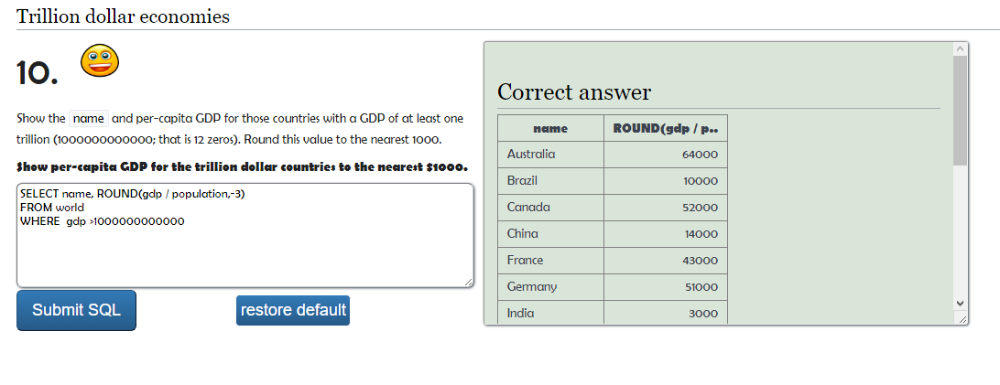 Trillion dollar economies
10.
Show the name and per-capita GDP for those countries with a GDP of at least one
trillion (1000000000000; that is 12 zeros). Round this value to the nearest 1000.
Show per-capita GDP for the trillion dollar countries to the nearest $1000.
SELECT name, ROUND(gdp / population,-3)
FROM world
WHERE  gdp >1000000000000
Submit SQL
restore default
Correct answer
name ROUND(gdp / p..
Australia 64000
Brazil 10000
Canada 52000
China 14000
France 43000
Germany 51000
India 3000